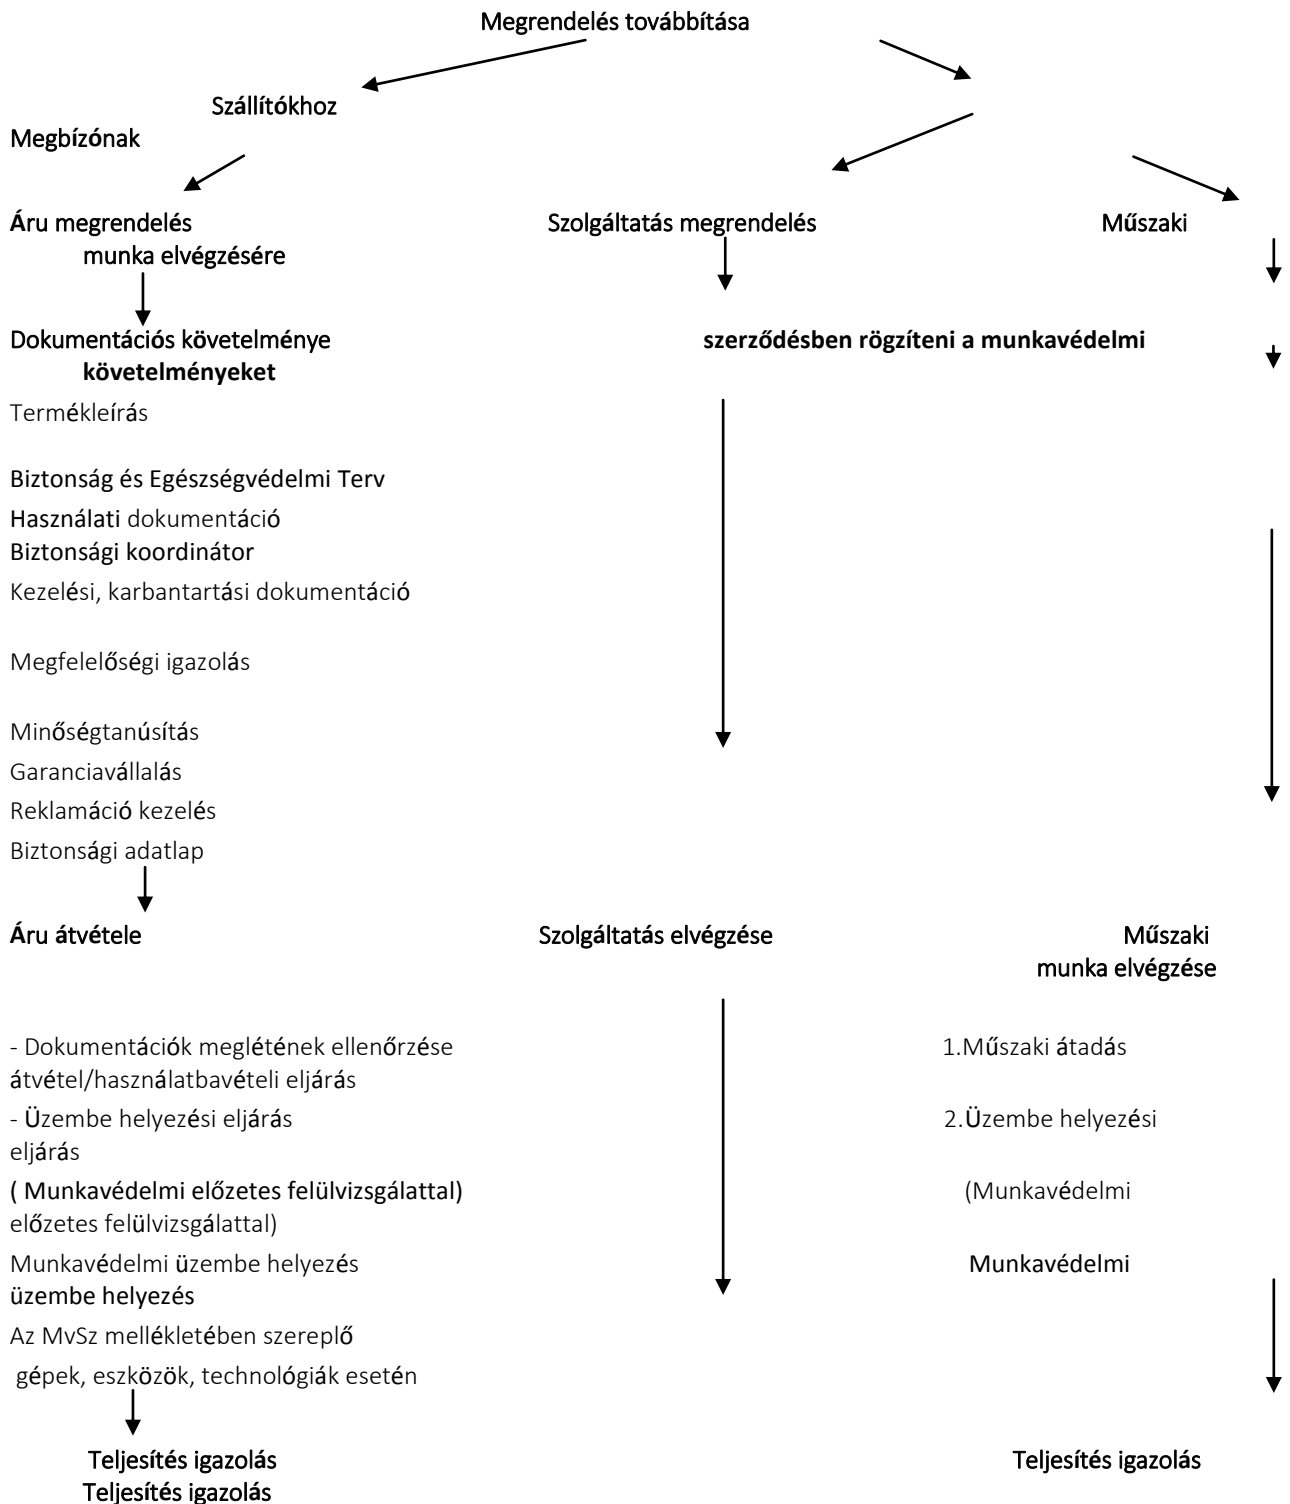 Megrendelés továbbítása
Szállítókhoz
Megbízónak
Áru megrendelés Szolgáltatás megrendelés Műszaki
munka elvégzésére
Dokumentációs követelménye szerződésben rögzíteni a munkavédelmi
követelményeket
Termékleírás
Biztonság és Egészségvédelmi Terv
Használati dokumentáció
Biztonsági koordinátor
Kezelési, karbantartási dokumentáció
Megfelelőségi igazolás
Minőségtanúsítás
Garanciavállalás
Reklamáció kezelés
Biztonsági adatlap
Áru átvétele Szolgáltatás elvégzése Műszaki
munka elvégzése
- Dokumentációk meglétének ellenőrzése 1.Műszaki átadás
átvétel/használatbavételi eljárás
- Üzembe helyezési eljárás 2.Üzembe helyezési
eljárás
( Munkavédelmi előzetes felülvizsgálattal) (Munkavédelmi
előzetes felülvizsgálattal)
Munkavédelmi üzembe helyezés Munkavédelmi
üzembe helyezés
Az MvSz mellékletében szereplő
gépek, eszközök, technológiák esetén
Teljesítés igazolás Teljesítés igazolás
Teljesítés igazolás